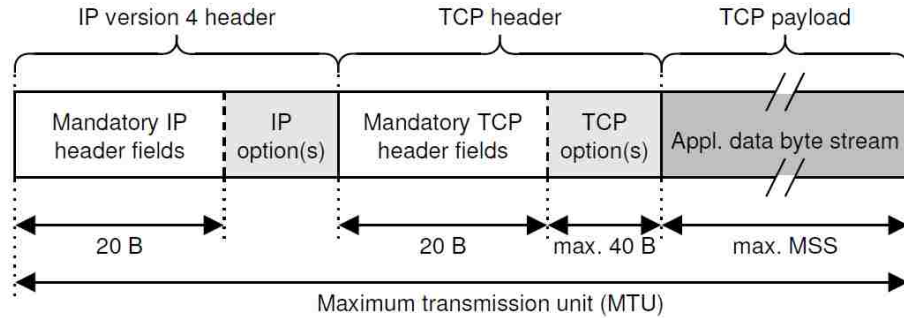 IP version 4 header
TCP header
TCP payload
Mandatory IP
header fields
IP
option(s)
Mandatory TCP
header fields
TCP
option(s)
Appl. data byte stream
20 B
20 B
max. 40 B
max. MSS
Maximum transmission unit (MTU)